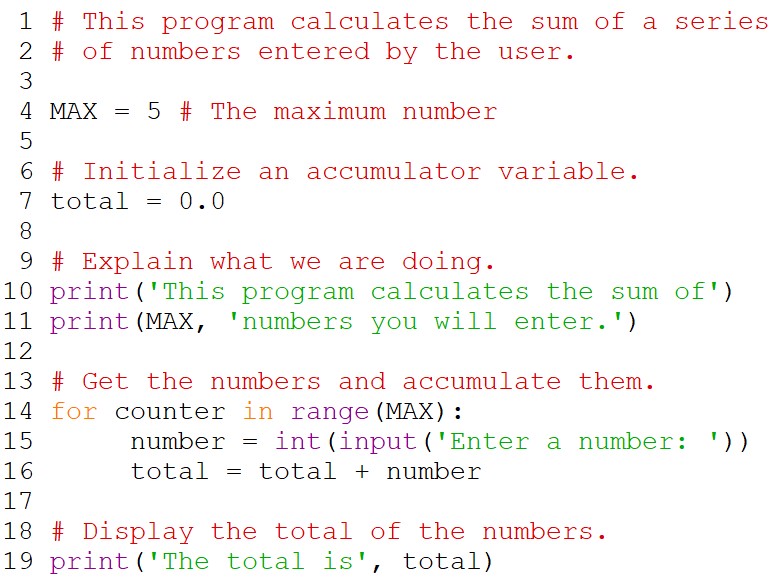 1 # This program calculates the sum of a series
2 # of numbers entered by the user.
3
4 MAX = 5 # The maximum number
5
6 # Initialize an accumulator variable.
7 total = 0.0
8
9 # Explain what we are doing.
10 print('This program calculates the sum of')
11 print(MAX, 'numbers you will enter.')
12
13 # Get the numbers and accumulate them.
14 for counter in range(MAX):
15      number = int(input('Enter a number: '))
16      total = total + number
17
18 # Display the total of the numbers.
19 print('The total is', total)